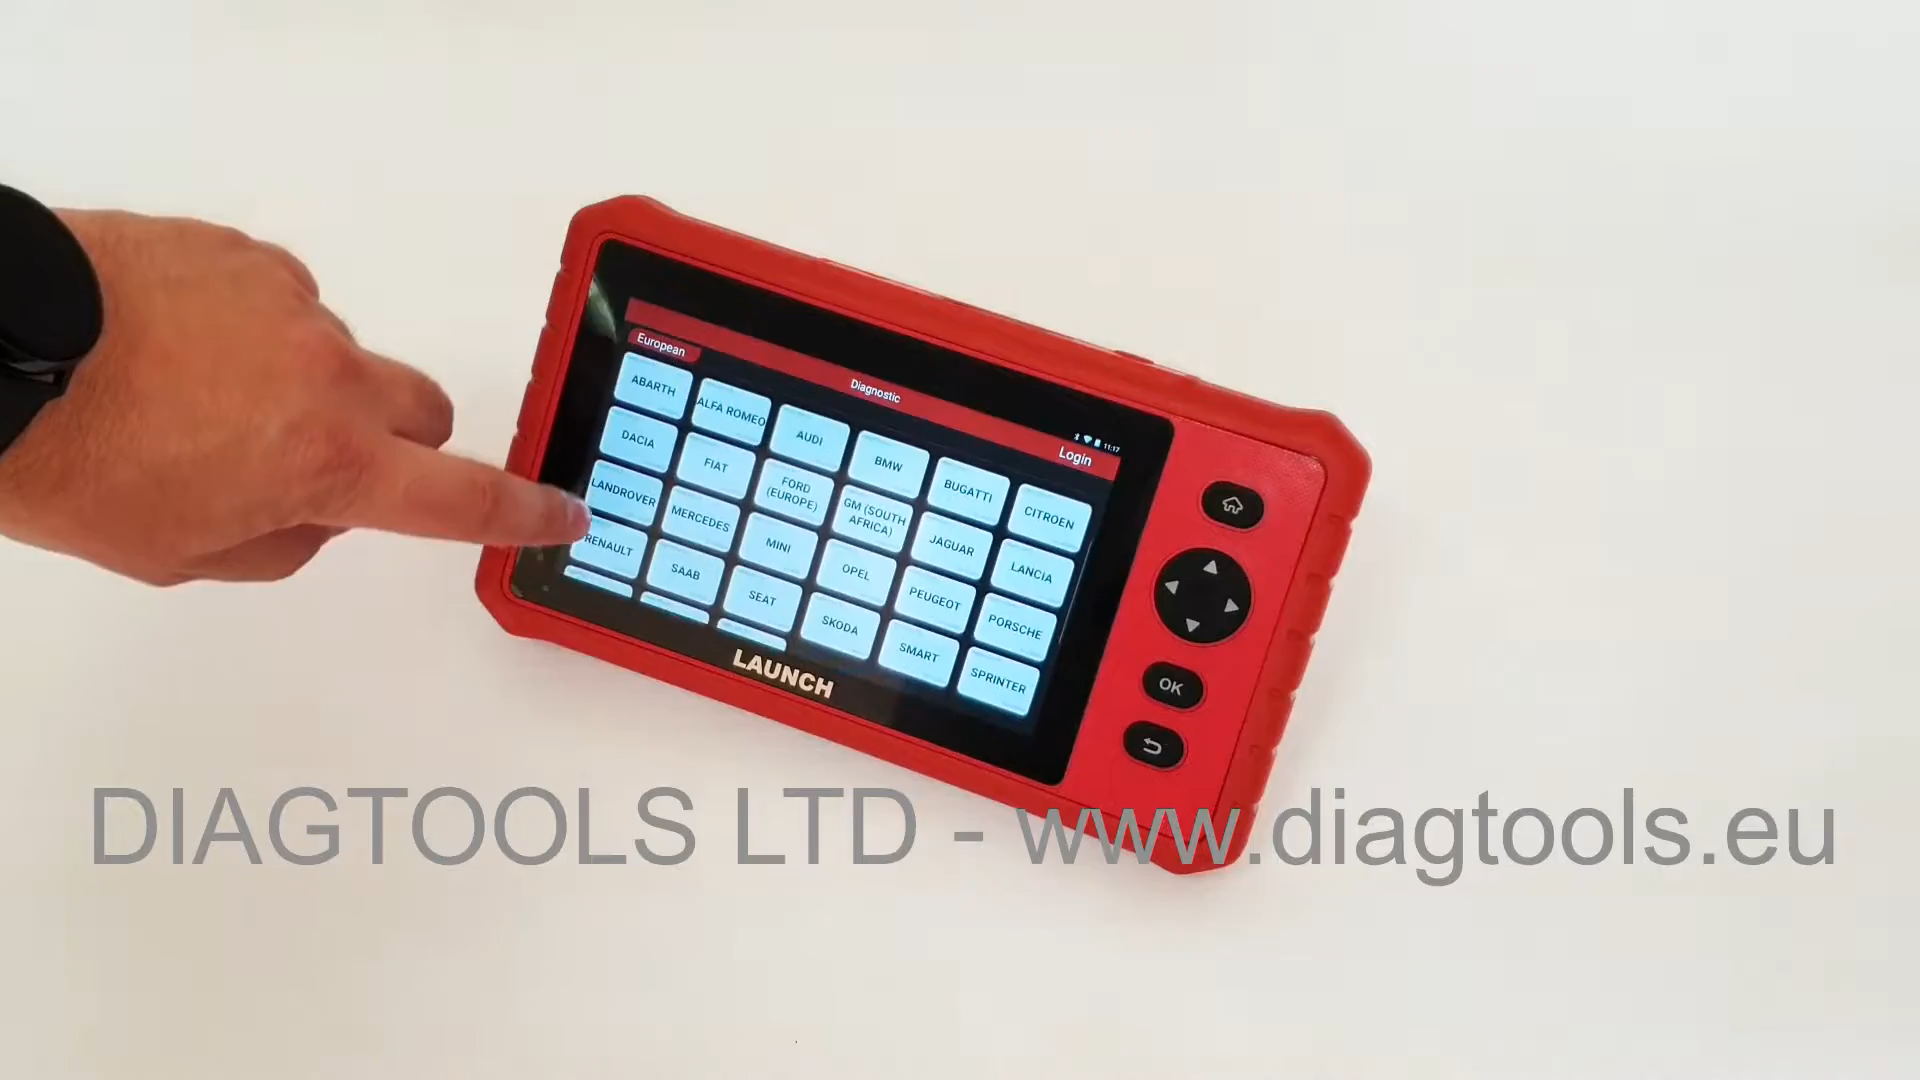 11:17
Diagnostic
Login
European
ABARTH
ALFA ROMEO
AUDI
BMW
BUGATTI
CITROEN
DACIA
FIAT
FORD
(EUROPE)
GM (SOUTH
AFRICA)
JAGUAR
LANCIA
LANDROVER
MERCEDES
MINI
OPEL
PEUGEOT
PORSCHE
RENAULT
SAAB
SEAT
SKODA
SMART
SPRINTER
LAUNCH
OK
DIAGTOOLS LTD - www.diagtools.eu